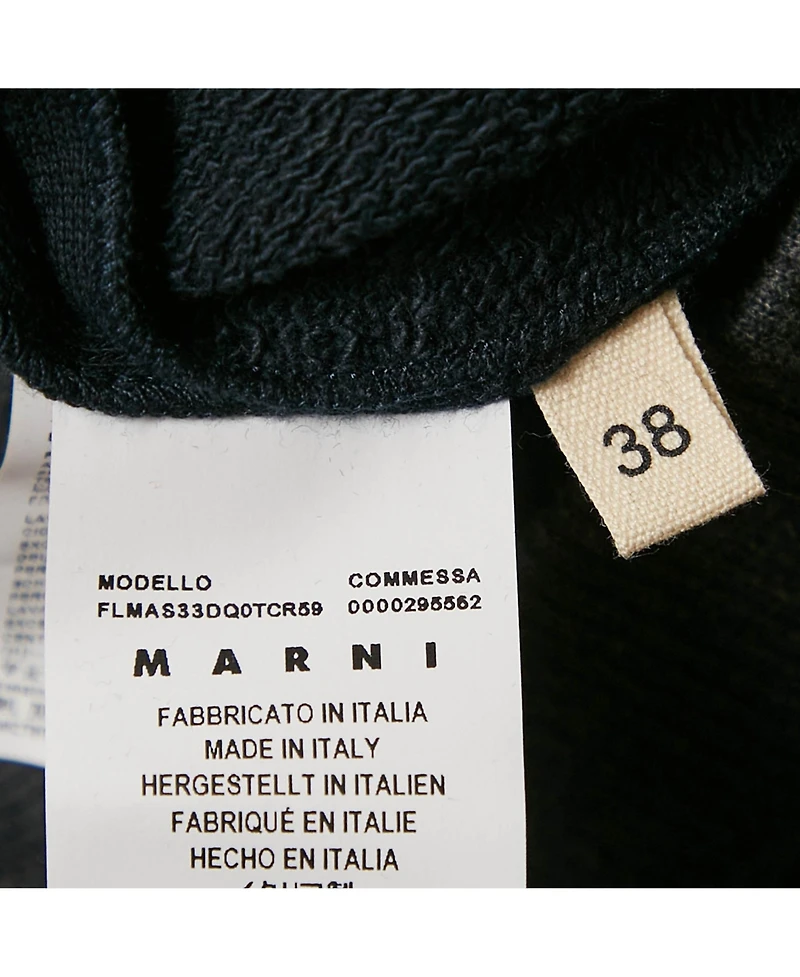 38
MODELLO COMMESSA
FLMAS33DQ0TCR59 0000295562
MARNI
FABBRICATO IN ITALIA
MADE IN ITALY
HERGESTELLT IN ITALIEN
FABRIQUÉ EN ITALIE
HECHO EN ITALIA